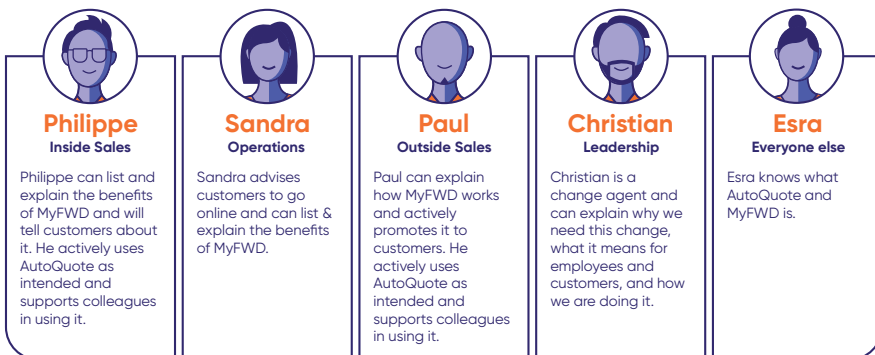 Philippe
Inside Sales
Philippe can list and
explain the benefits
of MyFWD and will
tell customers about
it. He actively uses
AutoQuote as
intended and
supports colleagues
in using it.
Sandra
Operations
Sandra advises
customers to go
online and can list &
explain the benefits
of MyFWD.
Paul
Outside Sales
Paul can explain
how MyFWD works
and actively
promotes it to
customers. He
actively uses
AutoQuote as
intended and
supports colleagues
in using it.
Christian
Leadership
Christian is a
change agent and
can explain why we
need this change,
what it means for
employees and
customers, and how
we are doing it.
Esra
Everyone else
Esra knows what
AutoQuote and
MyFWD is.